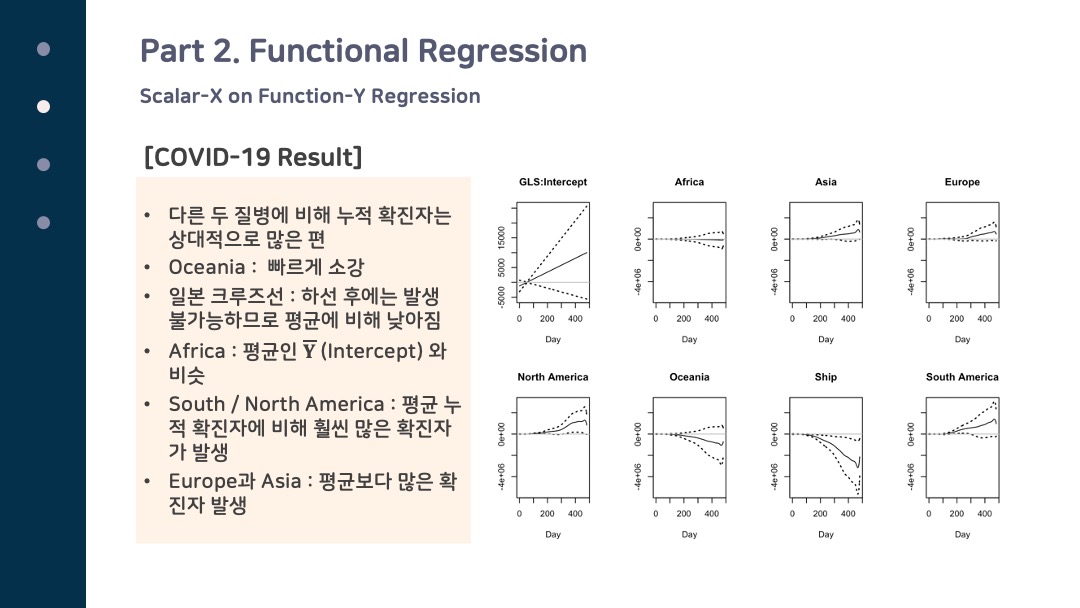 Part 2. Functional Regression
Scalar-X on Function-Y Regression
[COVID-19 Result]
• 다른 두 질병에 비해 누적 확진자는
상대적으로 많은 편
• Oceania : 빠르게 소강
• 일본 크루즈선 : 하선 후에는 발생
불가능하므로 평균에 비해 낮아짐
• Africa : 평균인 Y̅ (Intercept) 와
비슷
• South / North America : 평균 누
적 확진자에 비해 훨씬 많은 확진자
가 발생
• Europe과 Asia : 평균보다 많은 확
진자 발생
GLS:Intercept
-5000 5000 15000
0 200 400
Day
Africa
-4e+06 0e+00
0 200 400
Day
Asia
-4e+06 0e+00
0 200 400
Day
Europe
-4e+06 0e+00
0 200 400
Day
North America
-4e+06 0e+00
0 200 400
Day
Oceania
-4e+06 0e+00
0 200 400
Day
Ship
-4e+06 0e+00
0 200 400
Day
South America
-4e+06 0e+00
0 200 400
Day